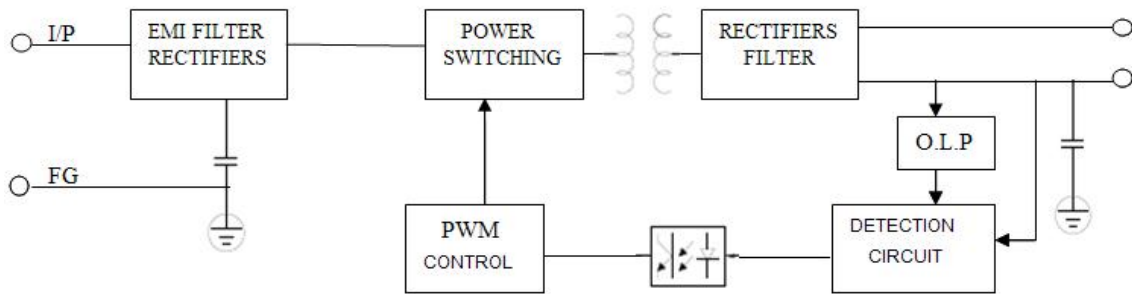 I/P
EMI FILTER
RECTIFIERS
POWER
SWITCHING
RECTIFIERS
FILTER
O.L.P
FG
PWM
CONTROL
DETECTION
CIRCUIT